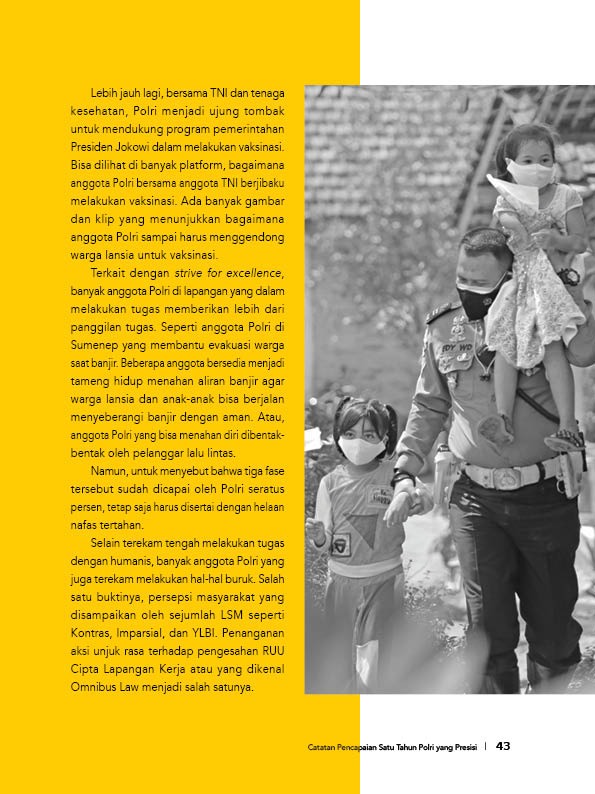 Lebih jauh lagi, bersama TNI dan tenaga
kesehatan, Polri menjadi ujung tombak
untuk mendukung program pemerintahan
Presiden Jokowi dalam melakukan vaksinasi.
Bisa dilihat di banyak platform, bagaimana
anggota Polri bersama anggota TNI berjibaku
melakukan vaksinasi. Ada banyak gambar
dan klip yang menunjukkan bagaimana
anggota Polri sampai harus menggendong
warga lansia untuk vaksinasi.
Terkait dengan strive for excellence,
banyak anggota Polri di lapangan yang dalam
melakukan tugas memberikan lebih dari
panggilan tugas. Seperti anggota Polri di
Sumenep yang membantu evakuasi warga
saat banjir. Beberapa anggota bersedia menjadi
tameng hidup menahan aliran banjir agar
warga lansia dan anak-anak bisa berjalan
menyeberangi banjir dengan aman. Atau,
anggota Polri yang bisa menahan diri dibentak-
bentak oleh pelanggar lalu lintas.
Namun, untuk menyebut bahwa tiga fase
tersebut sudah dicapai oleh Polri seratus
persen, tetap saja harus disertai dengan helaan
nafas tertahan.
Selain terekam tengah melakukan tugas
dengan humanis, banyak anggota Polri yang
juga terekam melakukan hal-hal buruk. Salah
satu buktinya, persepsi masyarakat yang
disampaikan oleh sejumlah LSM seperti
Kontras, Imparsial, dan YLBI. Penanganan
aksi unjuk rasa terhadap pengesahan RUU
Cipta Lapangan Kerja atau yang dikenal
Omnibus Law menjadi salah satunya.
EDY WD
Catatan Pencapaian Satu Tahun Polri yang Presisi | 43